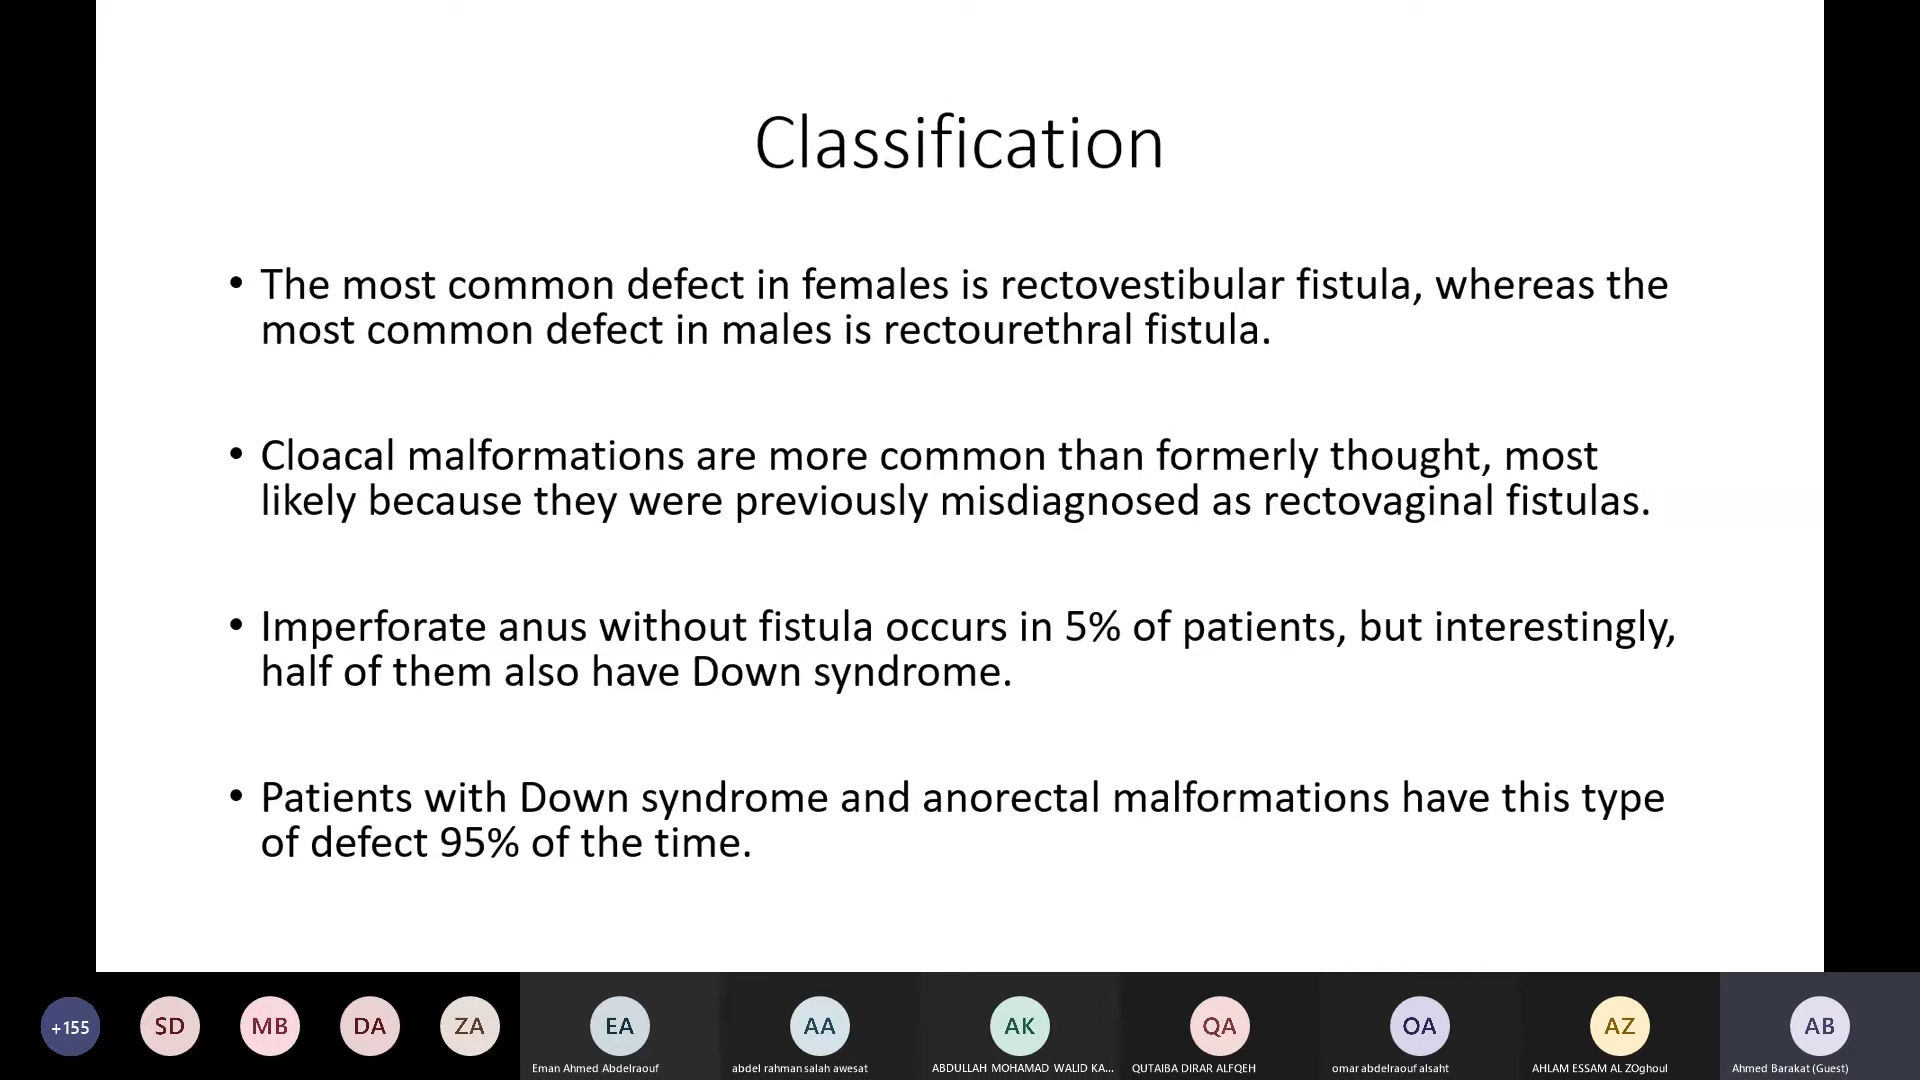 Classification
• The most common defect in females is rectovestibular fistula, whereas the
most common defect in males is rectourethral fistula.
• Cloacal malformations are more common than formerly thought, most
likely because they were previously misdiagnosed as rectovaginal fistulas.
• Imperforate anus without fistula occurs in 5% of patients, but interestingly,
half of them also have Down syndrome.
• Patients with Down syndrome and anorectal malformations have this type
of defect 95% of the time.
+155 SD MB DA ZA EA AA AK QA OA AZ AB
Eman Ahmed Abdelraouf abdel rahman salah awesat ABDULLAH MOHAMAD WALID KA... QUTAIBA DIRAR ALFQEH omar abdelraouf alsaht AHLAM ESSAM AL ZOghoul Ahmed Barakat (Guest)